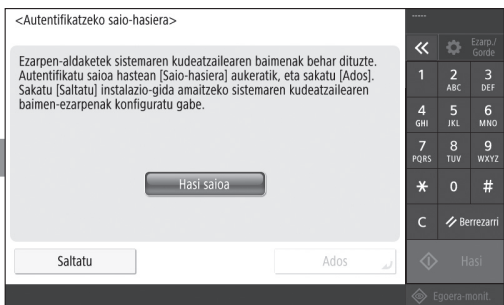 <Autentifikatzeko saio-hasiera>
Ezarpen-aldaketek sistemaren kudeatzailearen baimenak behar dituzte.
Autentifikatu saioa hastean [Saio-hasiera] aukeratik, eta sakatu [Ados].
Sakatu [Saltatu] instalazio-gida amaitzeko sistemaren kudeatzailearen
baimen-ezarpenak konfiguratu gabe.
Hasi saioa
Saltatu
Ados
Ezarp./
Gorde
1 2 3
ABC DEF
4 5 6
GHI JKL MNO
7 8 9
PQRS TUV WXYZ
* 0 #
C Berrezarri
Hasi
Egoera-monit.